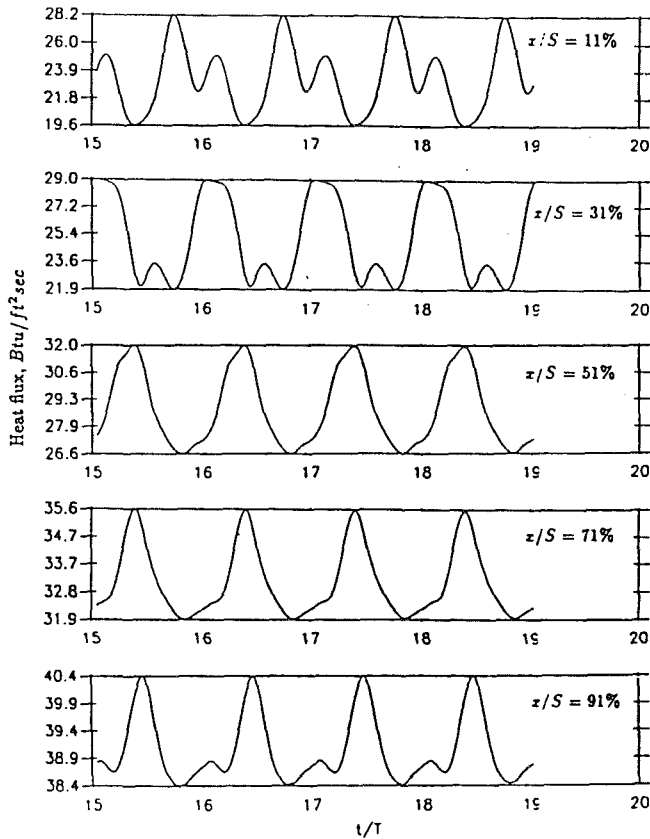 28.2
26.0
23.9
21.8
19.6
x/S = 11%
15 16 17 18 19 20
29.0
27.2
25.4
23.6
21.9
x/S = 31%
15 16 17 18 19 20
Heat flux, Btu/ft² sec
32.0
30.6
29.3
27.9
26.6
x/S = 51%
15 16 17 18 19 20
35.6
34.7
33.7
32.8
31.9
x/S = 71%
15 16 17 18 19 20
40.4
39.9
39.4
38.9
38.4
x/S = 91%
15 16 17 18 19 20
t/T